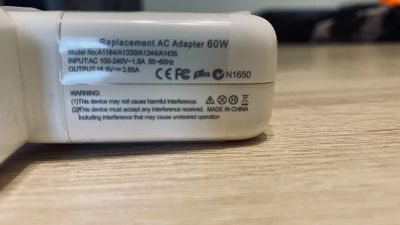 Replacement AC Adapter 60W
Model No:A1184/A1330/A1344/A1435
INPUT:AC 100-240V~1.5A 50~60Hz
OUTPUT:16.5V⎓3.65A
CE FC N1650
WARNING:
(1)This device may not cause harmful interference.
(2)This device must accept any interference received. MADE IN CHINA
including interference that may cause undesired operation